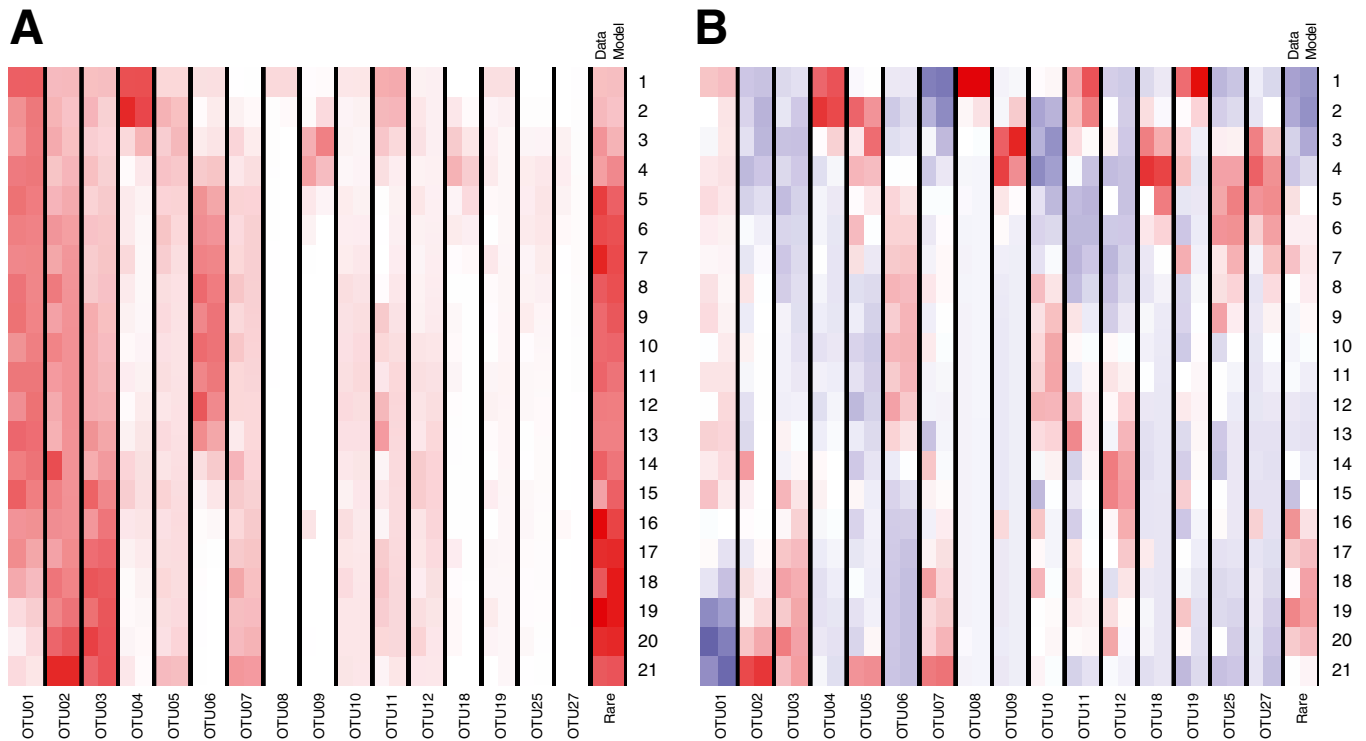 A
B
Data
Model
Data
Model
1
2
3
4
5
6
7
8
9
10
11
12
13
14
15
16
17
18
19
20
21
1
2
3
4
5
6
7
8
9
10
11
12
13
14
15
16
17
18
19
20
21
OTU01
OTU02
OTU03
OTU04
OTU05
OTU06
OTU07
OTU08
OTU09
OTU10
OTU11
OTU12
OTU18
OTU19
OTU25
OTU27
Rare
OTU01
OTU02
OTU03
OTU04
OTU05
OTU06
OTU07
OTU08
OTU09
OTU10
OTU11
OTU12
OTU18
OTU19
OTU25
OTU27
Rare